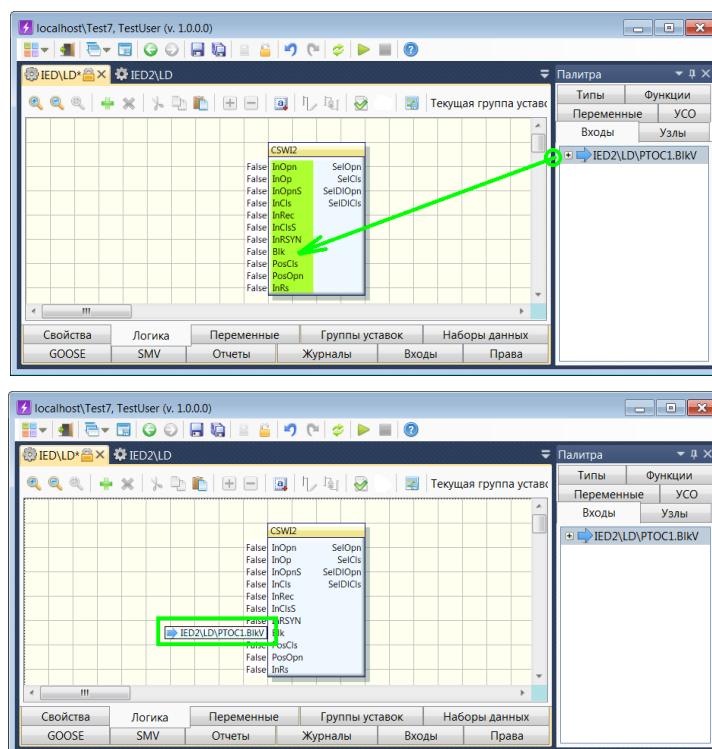 localhost\Test7, TestUser (v. 1.0.0.0)
IED\LD* IED2\LD
Палитра
Текущая группа уставо
Типы Функции
Переменные УСО
Входы Узлы
IED2\LD\PTOC1.BlkV
CSWI2
False InOpn SelOpn
False InOp SelCls
False InOpnS SelDIOpn
False InCls SelDICls
False InRec
False InClsS
False InRSYN
False Blk
False PosCls
False PosOpn
False InRs
Свойства Логика Переменные Группы уставок Наборы данных
GOOSE SMV Отчеты Журналы Входы Права
localhost\Test7, TestUser (v. 1.0.0.0)
IED\LD* IED2\LD
Палитра
Текущая группа уставо
Типы Функции
Переменные УСО
Входы Узлы
IED2\LD\PTOC1.BlkV
CSWI2
False InOpn SelOpn
False InOp SelCls
False InOpnS SelDIOpn
False InCls SelDICls
False InRec
False InClsS
False InRSYN
IED2\LD\PTOC1.BlkV Blk
False PosCls
False PosOpn
False InRs
Свойства Логика Переменные Группы уставок Наборы данных
GOOSE SMV Отчеты Журналы Входы Права